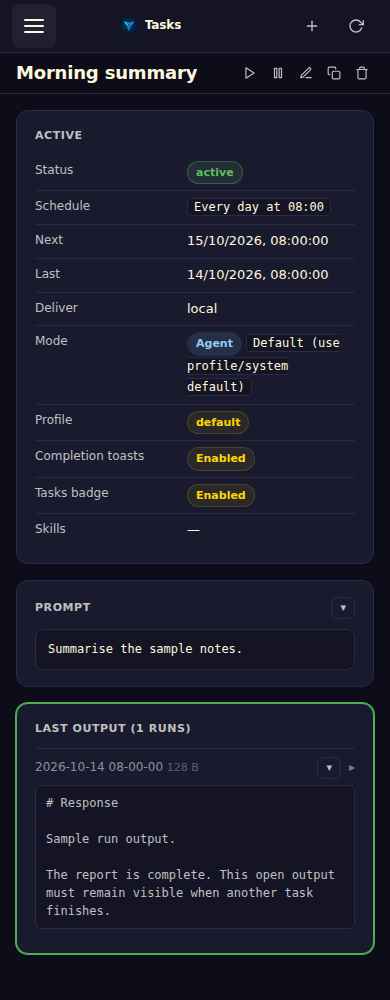 Tasks
Morning summary
ACTIVE
Status active
Schedule Every day at 08:00
Next 15/10/2026, 08:00:00
Last 14/10/2026, 08:00:00
Deliver local
Mode Agent Default (use
profile/system
default)
Profile default
Completion toasts Enabled
Tasks badge Enabled
Skills —
PROMPT
Summarise the sample notes.
LAST OUTPUT (1 RUNS)
2026-10-14 08-00-00 128 B
# Response
Sample run output.
The report is complete. This open output
must remain visible when another task
finishes.